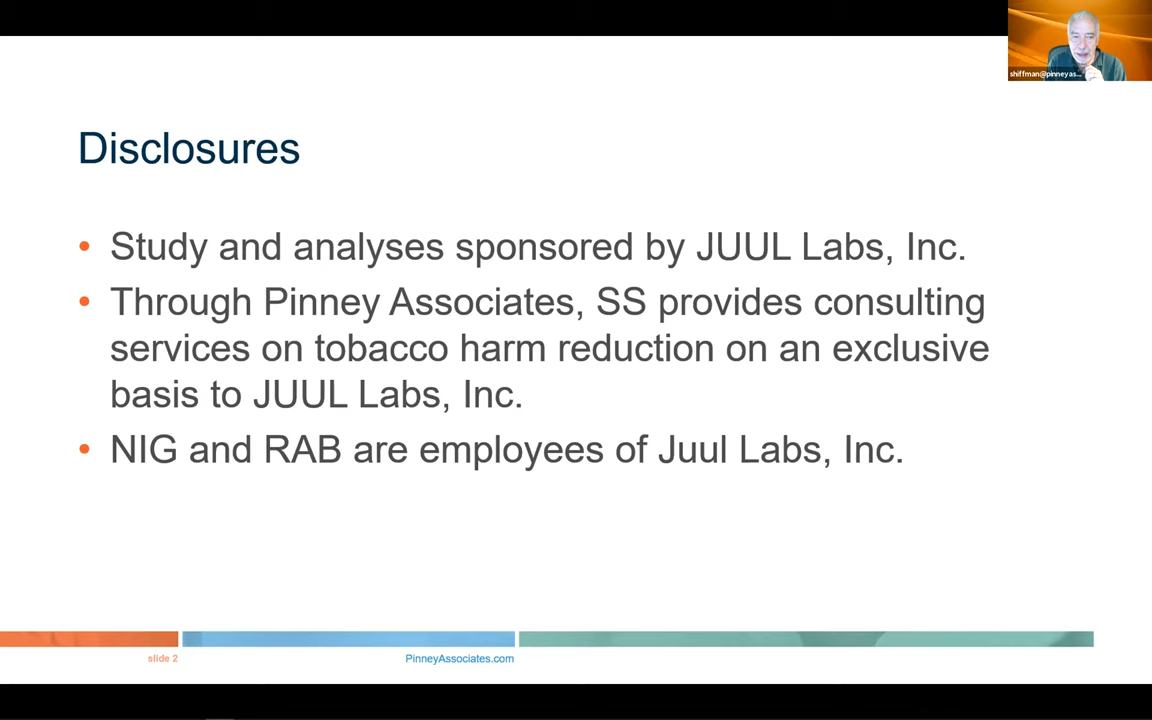 shiffman@pinneyas...
Disclosures
• Study and analyses sponsored by JUUL Labs, Inc.
• Through Pinney Associates, SS provides consulting
services on tobacco harm reduction on an exclusive
basis to JUUL Labs, Inc.
• NIG and RAB are employees of Juul Labs, Inc.
slide 2
PinneyAssociates.com